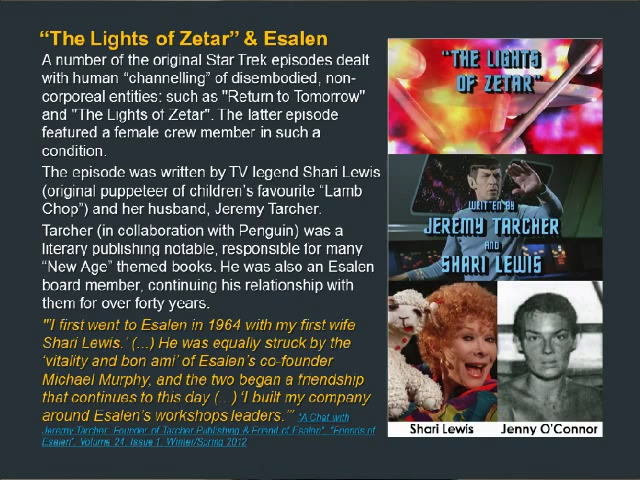 “The Lights of Zetar” & Esalen
A number of the original Star Trek episodes dealt
with human “channelling” of disembodied, non-
corporeal entities: such as "Return to Tomorrow"
and "The Lights of Zetar". The latter episode
featured a female crew member in such a
condition.
The episode was written by TV legend Shari Lewis
(original puppeteer of children’s favourite “Lamb
Chop”) and her husband, Jeremy Tarcher.
Tarcher (in collaboration with Penguin) was a
literary publishing notable, responsible for many
“New Age” themed books. He was also an Esalen
board member, continuing his relationship with
them for over forty years.
"'I first went to Esalen in 1964 with my first wife
Shari Lewis.' (...) He was equally struck by the
‘vitality and bon ami’ of Esalen’s co-founder
Michael Murphy, and the two began a friendship
that continues to this day (...) ‘I built my company
around Esalen’s workshops leaders.’” "A Chat with
Jeremy Tarcher: Founder of Tarcher Publishing & Friend of Esalen", "Friends of
Esalen", Volume 24, Issue 1, Winter/Spring 2012
"THE LIGHTS
OF ZETAR"
WRITTEN BY
JEREMY TARCHER
AND
SHARI LEWIS
Shari Lewis Jenny O’Connor